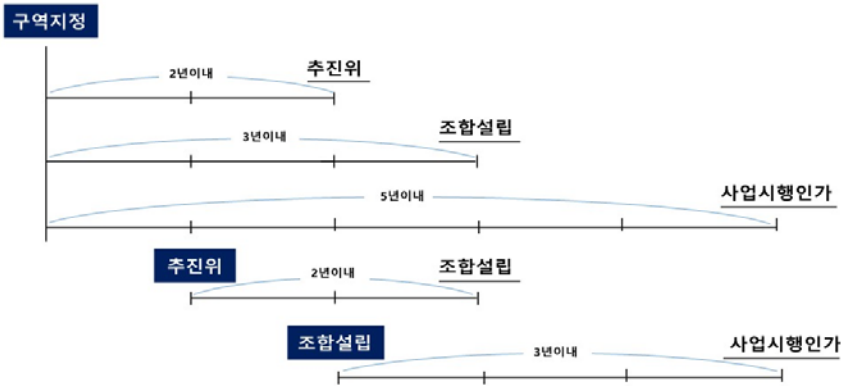 구역지정
2년이내
추진위
3년이내
조합설립
5년이내
사업시행인가
추진위
2년이내
조합설립
조합설립
3년이내
사업시행인가